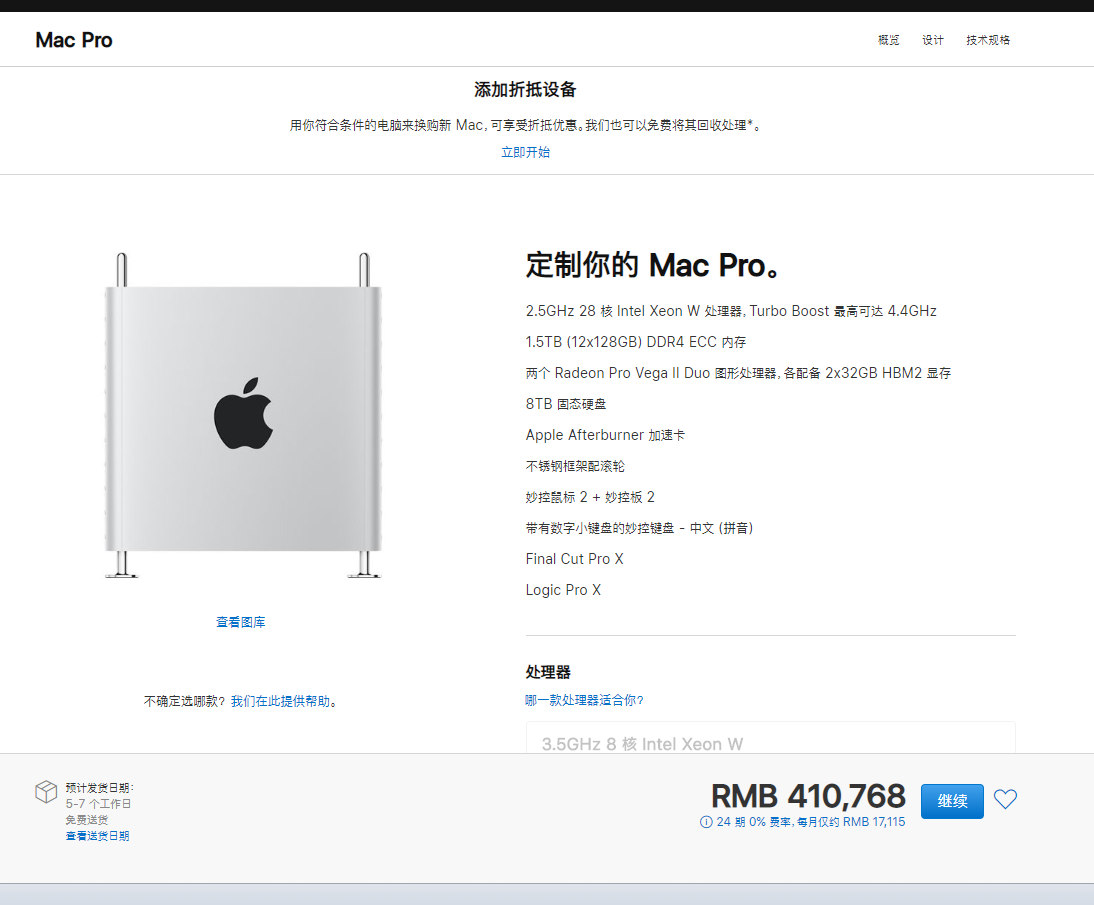 Mac Pro
概览 设计 技术规格
添加折抵设备
用你符合条件的电脑来换购新 Mac，可享受折抵优惠。我们也可以免费将其回收处理*。
立即开始
定制你的 Mac Pro。
2.5GHz 28 核 Intel Xeon W 处理器，Turbo Boost 最高可达 4.4GHz
1.5TB (12x128GB) DDR4 ECC 内存
两个 Radeon Pro Vega II Duo 图形处理器，各配备 2x32GB HBM2 显存
8TB 固态硬盘
Apple Afterburner 加速卡
不锈钢框架配滚轮
妙控鼠标 2 + 妙控板 2
带有数字小键盘的妙控键盘 - 中文 (拼音)
Final Cut Pro X
Logic Pro X
查看图库
不确定选哪款？我们在此提供帮助。
处理器
哪一款处理器适合你？
3.5GHz 8 核 Intel Xeon W
预计发货日期：
5-7 个工作日
免费送货
查看送货日期
RMB 410,768
24 期 0% 费率，每月仅约 RMB 17,115
继续